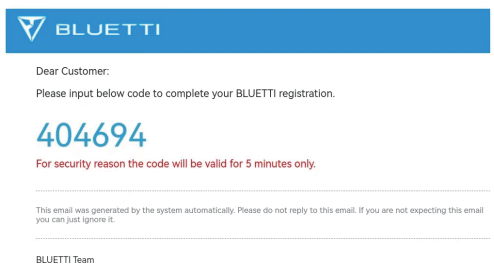 BLUETTI
Dear Customer:
Please input below code to complete your BLUETTI registration.
404694
For security reason the code will be valid for 5 minutes only.
This email was generated by the system automatically. Please do not reply to this email. If you are not expecting this email
you can just ignore it.
BLUETTI Team